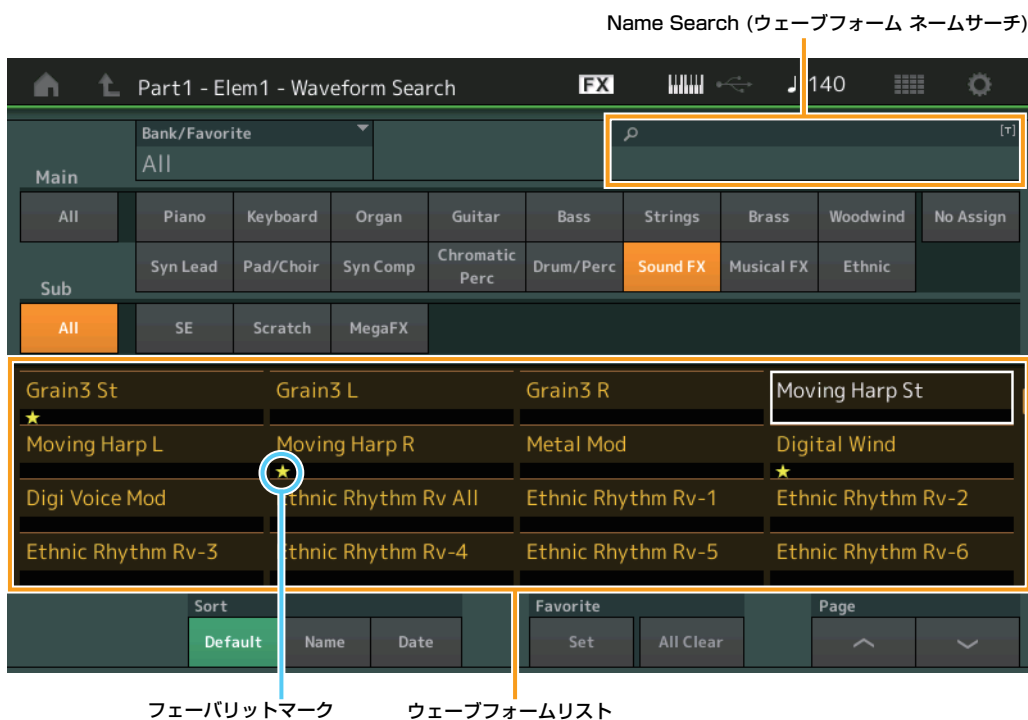 Name Search (ウェーブフォーム ネームサーチ)
Part1 - Elem1 - Waveform Search FX ♩ 140
Bank/Favorite [T]
All
Main
All Piano Keyboard Organ Guitar Bass Strings Brass Woodwind No Assign
Syn Lead Pad/Choir Syn Comp Chromatic Perc Drum/Perc Sound FX Musical FX Ethnic
Sub
All SE Scratch MegaFX
Grain3 St Grain3 L Grain3 R Moving Harp St
Moving Harp L Moving Harp R Metal Mod Digital Wind
Digi Voice Mod Ethnic Rhythm Rv All Ethnic Rhythm Rv-1 Ethnic Rhythm Rv-2
Ethnic Rhythm Rv-3 Ethnic Rhythm Rv-4 Ethnic Rhythm Rv-5 Ethnic Rhythm Rv-6
Sort Favorite Page
Default Name Date Set All Clear
フェーバリットマーク ウェーブフォームリスト